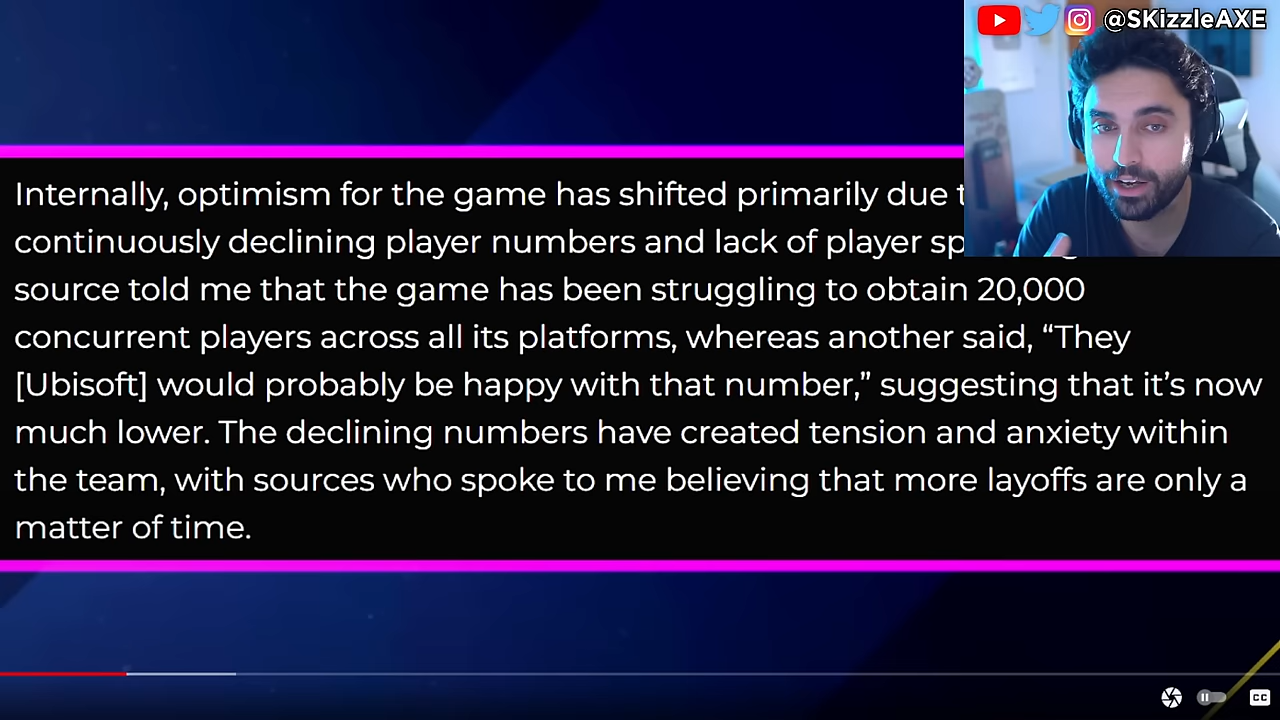 @SKizzleAXE
Internally, optimism for the game has shifted primarily due
continuously declining player numbers and lack of player
source told me that the game has been struggling to obtain 20,000
concurrent players across all its platforms, whereas another said, “They
[Ubisoft] would probably be happy with that number,” suggesting that it’s now
much lower. The declining numbers have created tension and anxiety within
the team, with sources who spoke to me believing that more layoffs are only a
matter of time.
CC